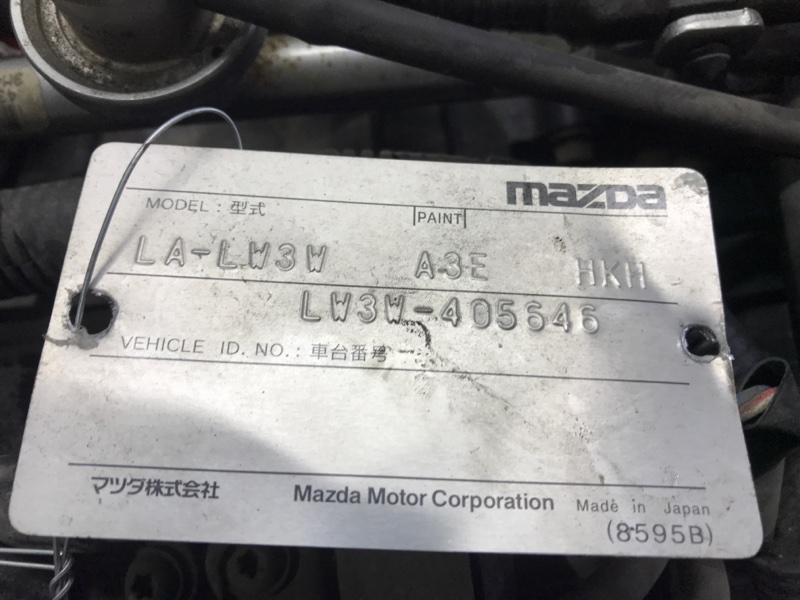 mazda
MODEL : 型式 PAINT
LA-LW3W A3E HKH
LW3W-405646
VEHICLE ID. NO. : 車台番号
マツダ株式会社 Mazda Motor Corporation Made in Japan
(8595B)